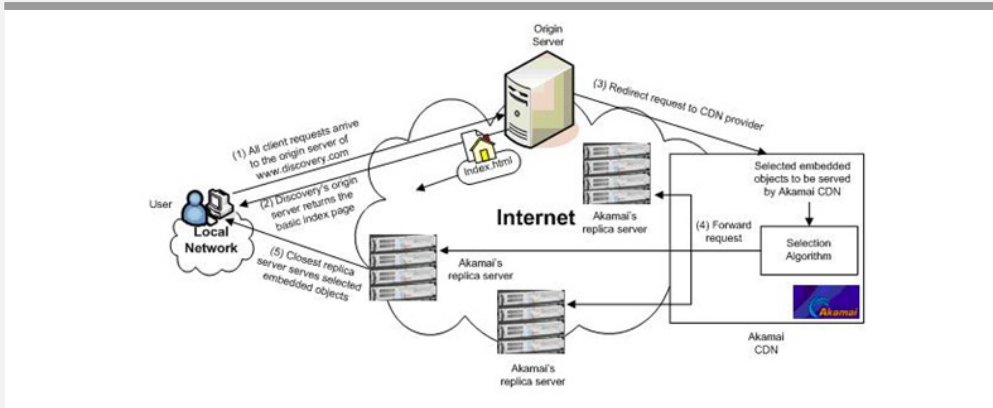 Origin
Server
(3) Redirect request to CDN provider
(1) All client requests arrive
to the origin server of
www.discovery.com
Index.html
(2) Discovery's origin
server returns the
basic index page
User
Local
Network
(5) Closest replica
server serves selected
embedded objects
Internet
Akamai's
replica server
Selected embedded
objects to be served
by Akamai CDN
(4) Forward
request
Selection
Algorithm
Akamai's
replica server
Akamai's
replica server
Akamai
Akamai
CDN